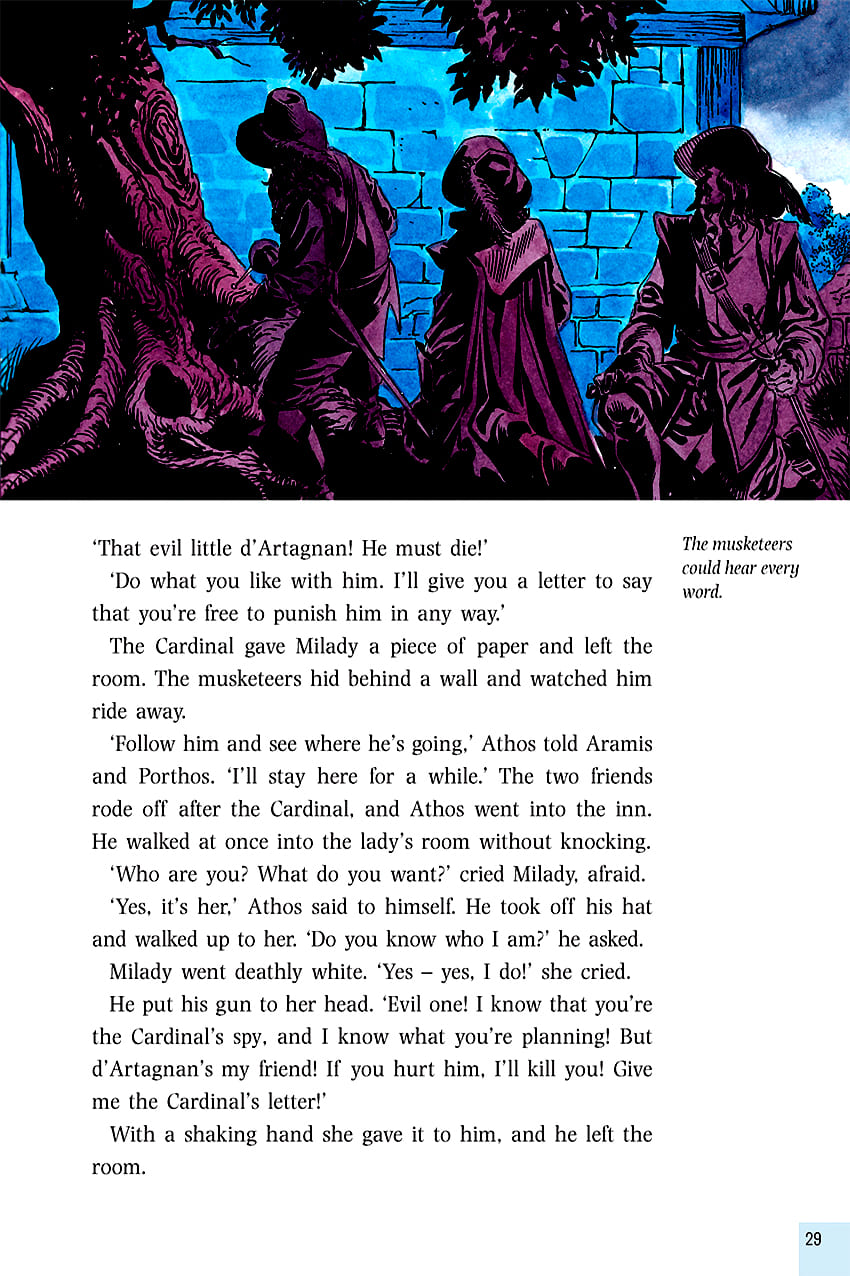 ‘That evil little d’Artagnan! He must die!’
‘Do what you like with him. I’ll give you a letter to say
that you’re free to punish him in any way.’
The Cardinal gave Milady a piece of paper and left the
room. The musketeers hid behind a wall and watched him
ride away.
‘Follow him and see where he’s going,’ Athos told Aramis
and Porthos. ‘I’ll stay here for a while.’ The two friends
rode off after the Cardinal, and Athos went into the inn.
He walked at once into the lady’s room without knocking.
‘Who are you? What do you want?’ cried Milady, afraid.
‘Yes, it’s her,’ Athos said to himself. He took off his hat
and walked up to her. ‘Do you know who I am?’ he asked.
Milady went deathly white. ‘Yes – yes, I do!’ she cried.
He put his gun to her head. ‘Evil one! I know that you’re
the Cardinal’s spy, and I know what you’re planning! But
d’Artagnan’s my friend! If you hurt him, I’ll kill you! Give
me the Cardinal’s letter!’
With a shaking hand she gave it to him, and he left the
room.
The musketeers
could hear every
word.
29